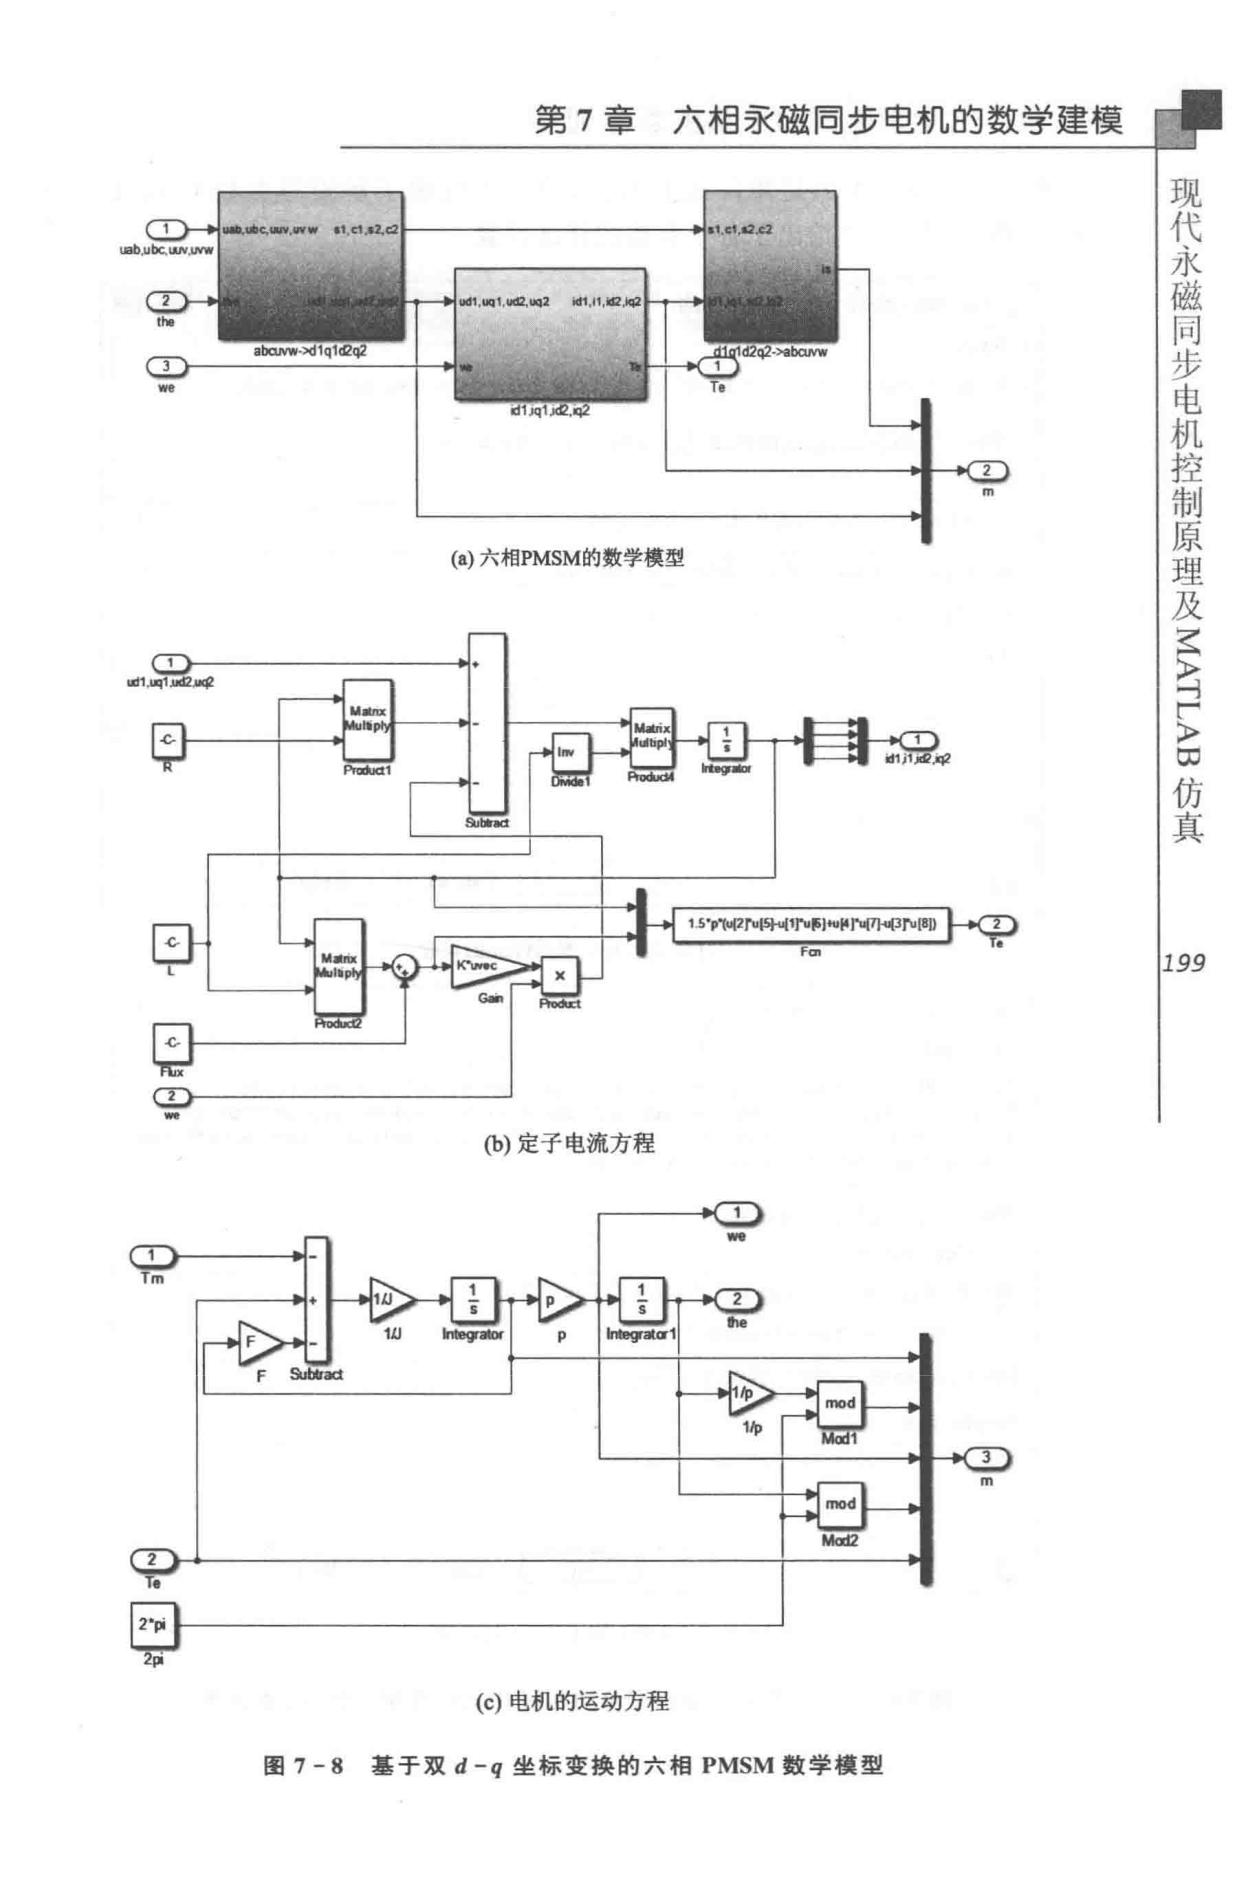 第7章 六相永磁同步电机的数学建模
现代永磁同步电机控制原理及MATLAB仿真
199
1
uab,ubc,uuv,uvw
2
the
3
we
uab,ubc,uuv,uvw s1,c1,s2,c2
abcuvw->d1q1d2q2
ud1,uq1,ud2,uq2 id1,i1,id2,iq2
we Te
id1,iq1,id2,iq2
s1,c1,s2,c2
is
d1q1d2q2->abcuvw
1
Te
2
m
(a) 六相PMSM的数学模型
1
ud1,uq1,ud2,uq2
-C-
R
Matrix
Multiply
Product1
+
-
-
Subtract
Inv
Divide1
Matrix
Multiply
Product4
1
s
Integrator
1
id1,i1,id2,iq2
-C-
L
Matrix
Multiply
Product2
++
K*uvec
Gain
×
Product
1.5*p*(u[2]*u[5]-u[1]*u[6]+u[4]*u[7]-u[3]*u[8])
Fcn
2
Te
-C-
Flux
2
we
(b) 定子电流方程
1
we
1
Tm
-
+
-
Subtract
F
F
1/J
1/J
1
s
Integrator
p
p
1
s
Integrator1
2
the
1/p
1/p
mod
Mod1
mod
Mod2
3
m
2
Te
2*pi
2pi
(c) 电机的运动方程
图 7-8 基于双 d-q 坐标变换的六相 PMSM 数学模型